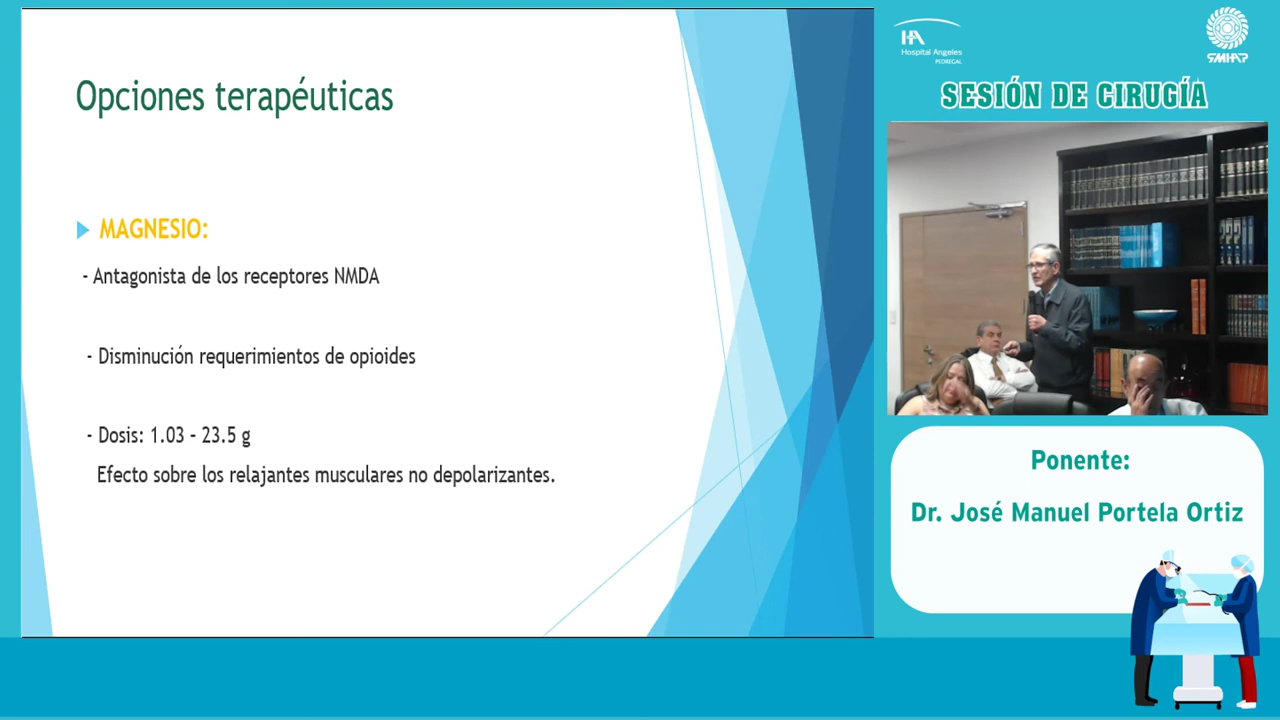 Opciones terapéuticas
MAGNESIO:
- Antagonista de los receptores NMDA
- Disminución requerimientos de opioides
- Dosis: 1.03 – 23.5 g
Efecto sobre los relajantes musculares no depolarizantes.
HA
Hospital Angeles
PEDREGAL
SMHAP
SESIÓN DE CIRUGÍA
Ponente:
Dr. José Manuel Portela Ortiz